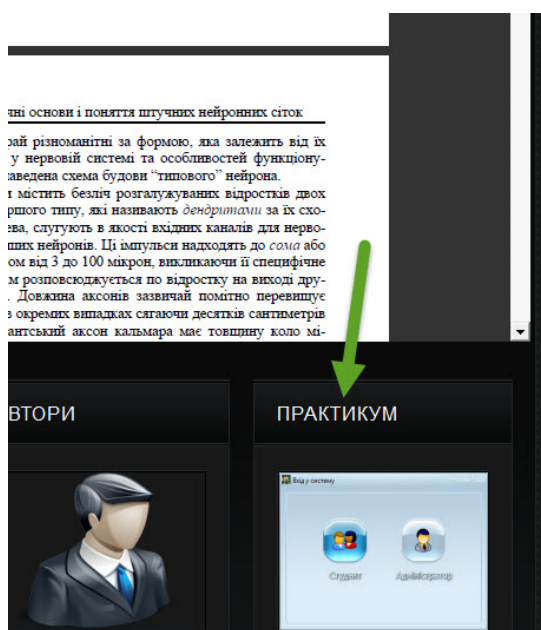 чні основи і поняття штучних нейронних сіток
рай різноманітні за формою, яка залежить від їх
у нервовій системі та особливостей функціону-
наведена схема будови “типового” нейрона.
и містить безліч розгалужуваних відростків двох
ршого типу, які називають дендритами за їх схо-
ева, слугують в якості вхідних каналів для нерво-
нших нейронів. Ці імпульси надходять до сома або
ом від 3 до 100 мікрон, викликаючи її специфічне
м розповсюджується по відростку на виході дру-
. Довжина аксонів зазвичай помітно перевищує
в окремих випадках сягаючи десятків сантиметрів
антський аксон кальмара має товщину коло мі-
ВТОРИ
ПРАКТИКУМ
Вхід у систему
Студент
Адміністратор